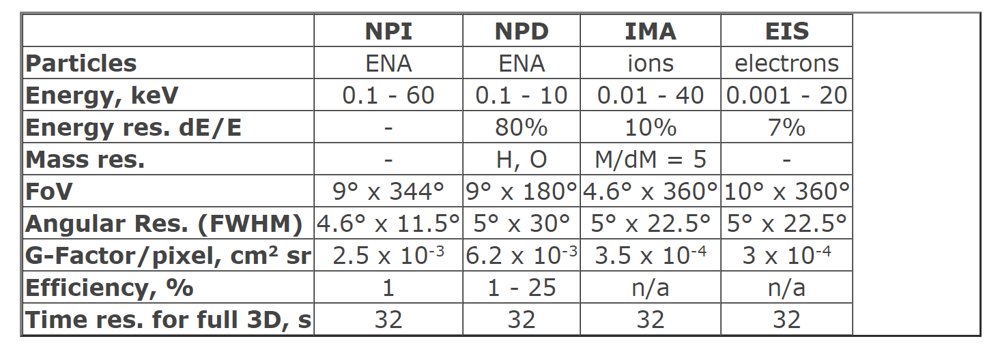 NPI NPD IMA EIS
Particles ENA ENA ions electrons
Energy, keV 0.1 - 60 0.1 - 10 0.01 - 40 0.001 - 20
Energy res. dE/E - 80% 10% 7%
Mass res. - H, O M/dM = 5 -
FoV 9° x 344° 9° x 180° 4.6° x 360° 10° x 360°
Angular Res. (FWHM) 4.6° x 11.5° 5° x 30° 5° x 22.5° 5° x 22.5°
G-Factor/pixel, cm² sr 2.5 x 10⁻³ 6.2 x 10⁻³ 3.5 x 10⁻⁴ 3 x 10⁻⁴
Efficiency, % 1 1 - 25 n/a n/a
Time res. for full 3D, s 32 32 32 32